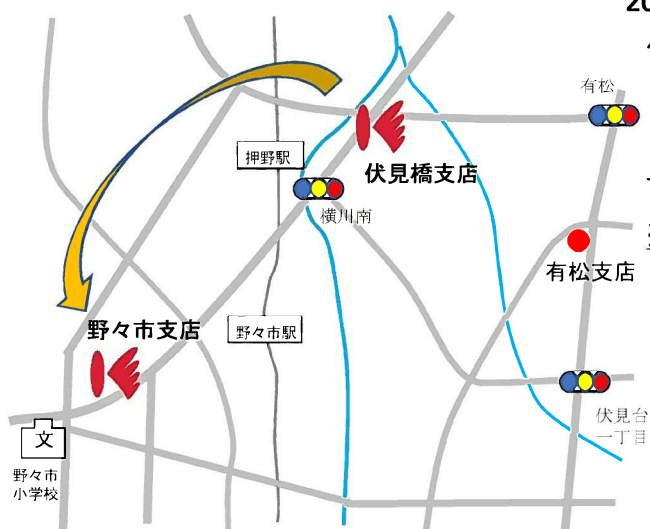 20
有松
押野駅
伏見橋支店
横川南
有松支店
野々市支店
野々市駅
伏見台
一丁目
文
野々市
小学校